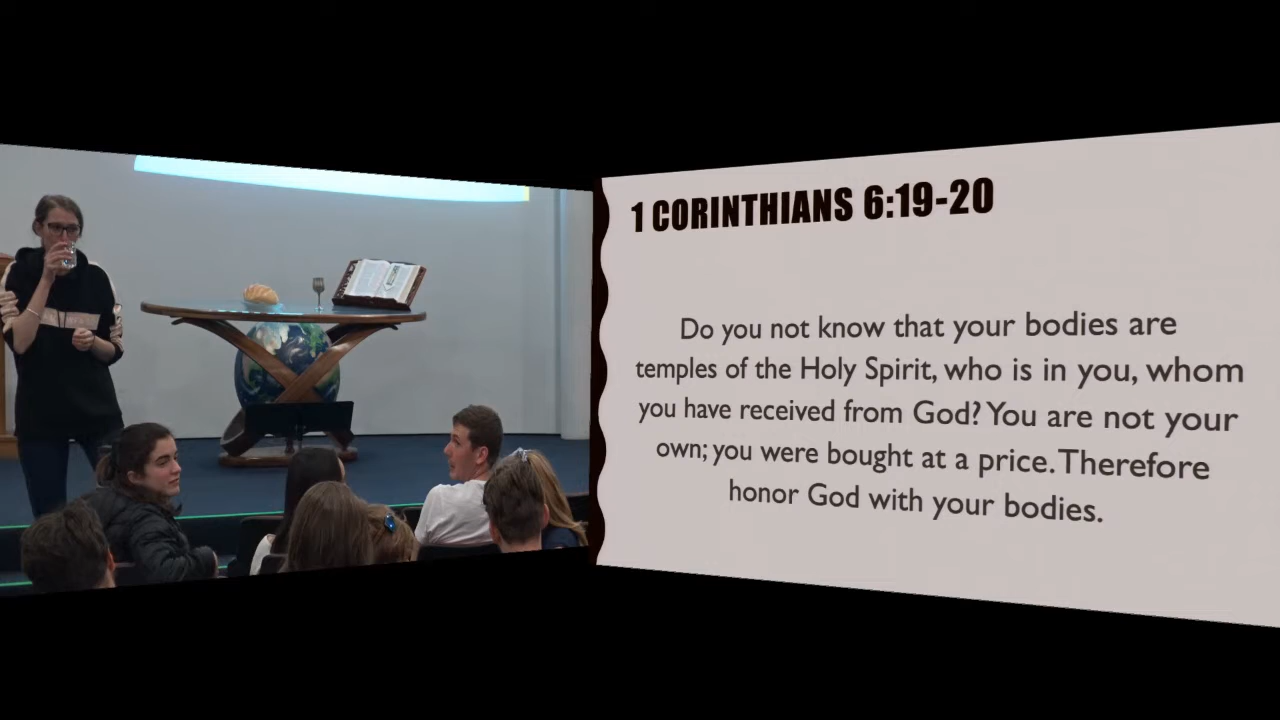 1 CORINTHIANS 6:19-20
Do you not know that your bodies are
temples of the Holy Spirit, who is in you, whom
you have received from God? You are not your
own; you were bought at a price. Therefore
honor God with your bodies.